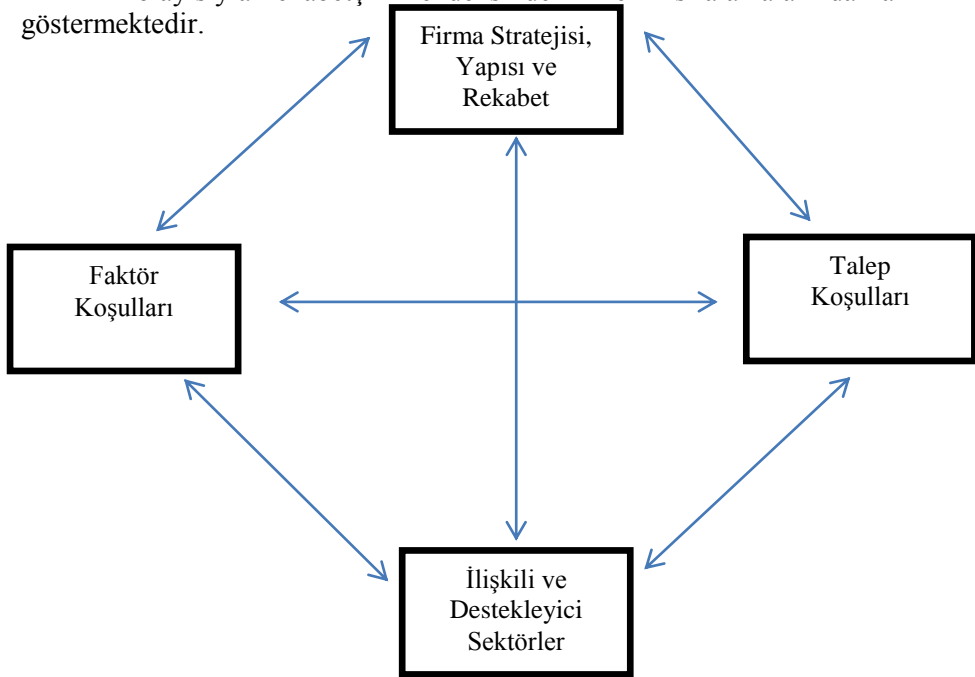 göstermektedir.
Firma Stratejisi,
Yapısı ve
Rekabet
Faktör
Koşulları
Talep
Koşulları
İlişkili ve
Destekleyici
Sektörler